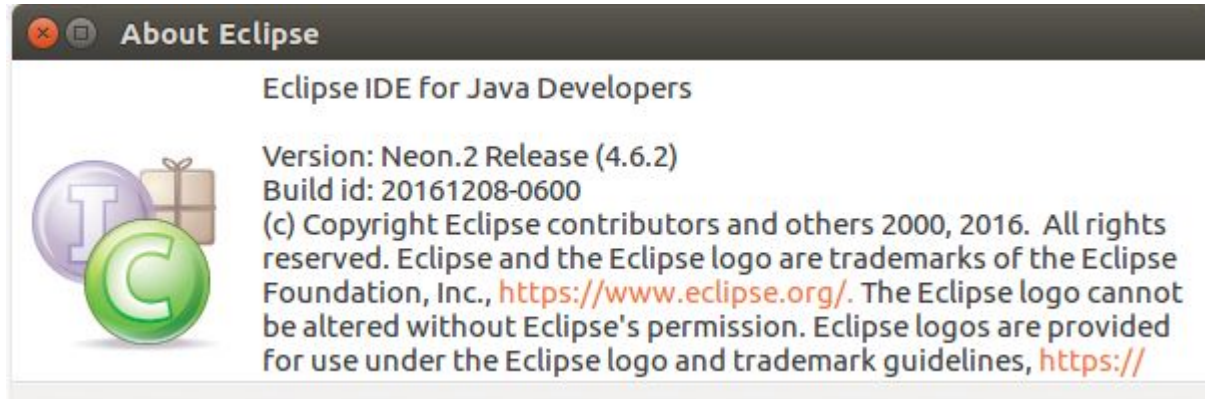 About Eclipse
Eclipse IDE for Java Developers
Version: Neon.2 Release (4.6.2)
Build id: 20161208-0600
(c) Copyright Eclipse contributors and others 2000, 2016.  All rights
reserved. Eclipse and the Eclipse logo are trademarks of the Eclipse
Foundation, Inc., https://www.eclipse.org/. The Eclipse logo cannot
be altered without Eclipse's permission. Eclipse logos are provided
for use under the Eclipse logo and trademark guidelines, https://
I
C